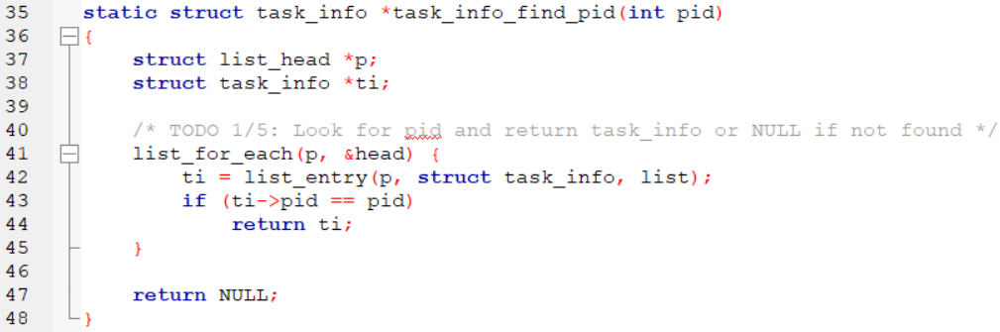 35 static struct task_info *task_info_find_pid(int pid)
36 {
37     struct list_head *p;
38     struct task_info *ti;
39
40     /* TODO 1/5: Look for pid and return task_info or NULL if not found */
41     list_for_each(p, &head) {
42         ti = list_entry(p, struct task_info, list);
43         if (ti->pid == pid)
44             return ti;
45     }
46
47     return NULL;
48 }